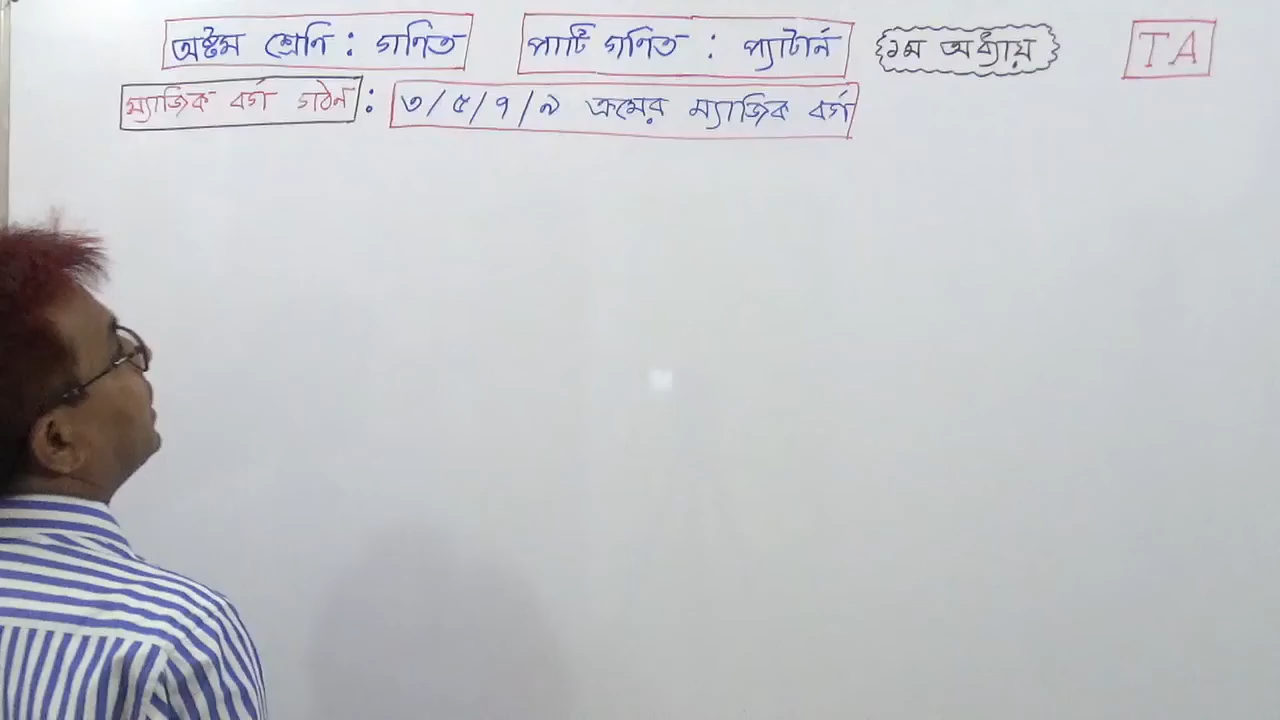 অষ্টম শ্রেনি : গণিত পাটি গণিত : প্যাটার্ন ১ম অধ্যায় TA
ম্যাজিক বর্গ গঠন : ৩/৫/৭/৯ ক্রমের ম্যাজিক বর্গ